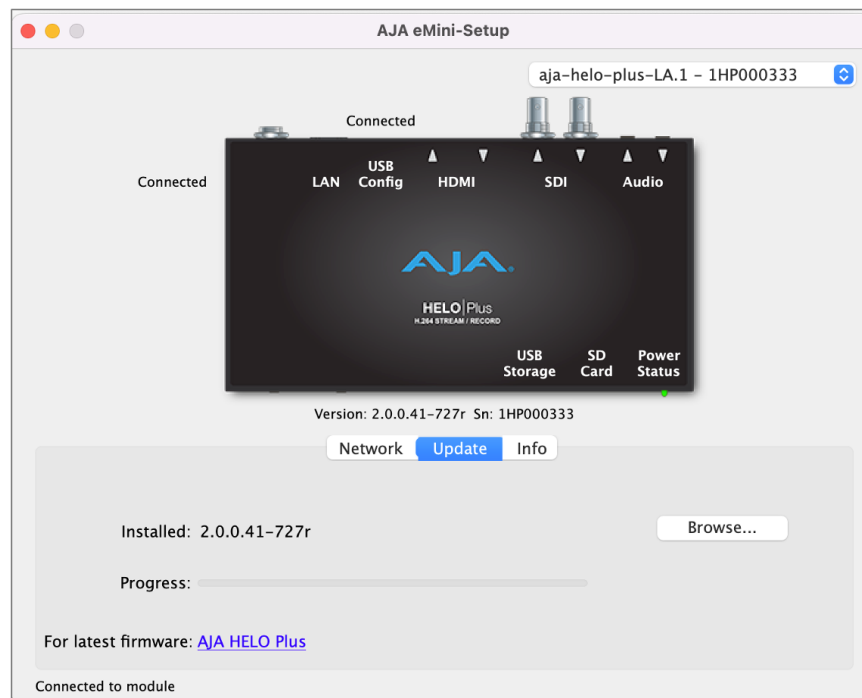 AJA eMini-Setup
aja-helo-plus-LA.1 - 1HP000333
Connected
Connected
LAN
USB
Config
HDMI
SDI
Audio
AJA
HELO|Plus
H.264 STREAM / RECORD
USB
Storage
SD
Card
Power
Status
Version: 2.0.0.41-727r Sn: 1HP000333
Network Update Info
Installed: 2.0.0.41-727r
Browse...
Progress:
For latest firmware: AJA HELO Plus
Connected to module